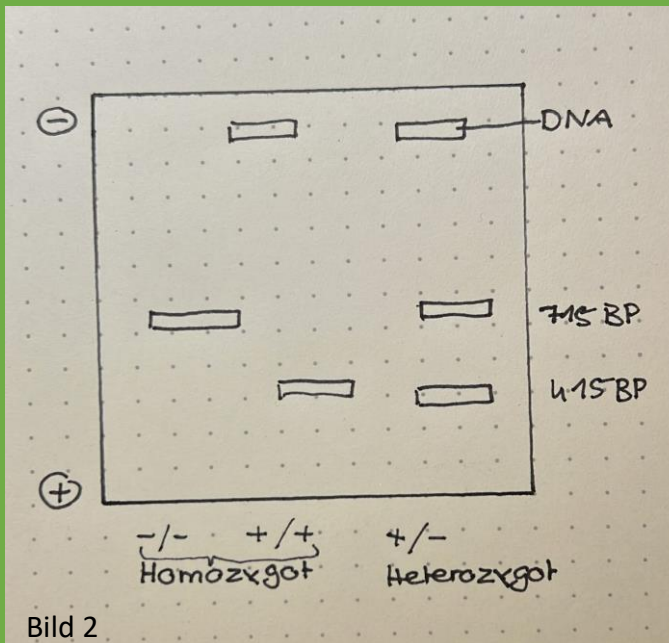 ⊖
DNA
715 BP
415 BP
⊕
-/- +/+ +/-
Homozygot Heterozygot
Bild 2